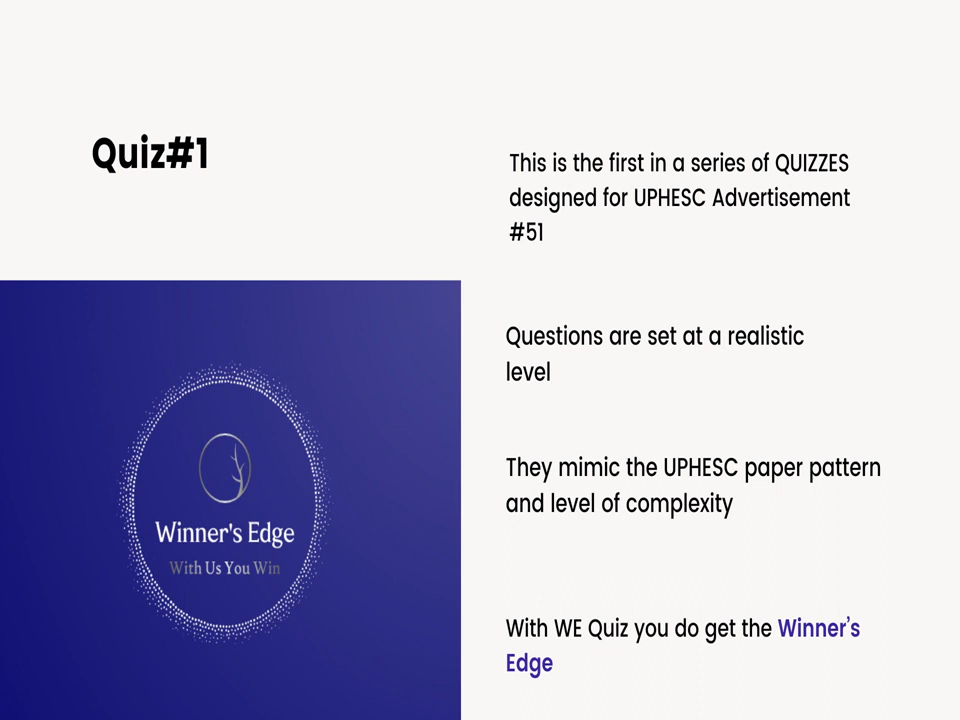 Quiz#1
This is the first in a series of QUIZZES
designed for UPHESC Advertisement
#51
Questions are set at a realistic
level
They mimic the UPHESC paper pattern
and level of complexity
With WE Quiz you do get the Winner's
Edge
Winner's Edge
With Us You Win